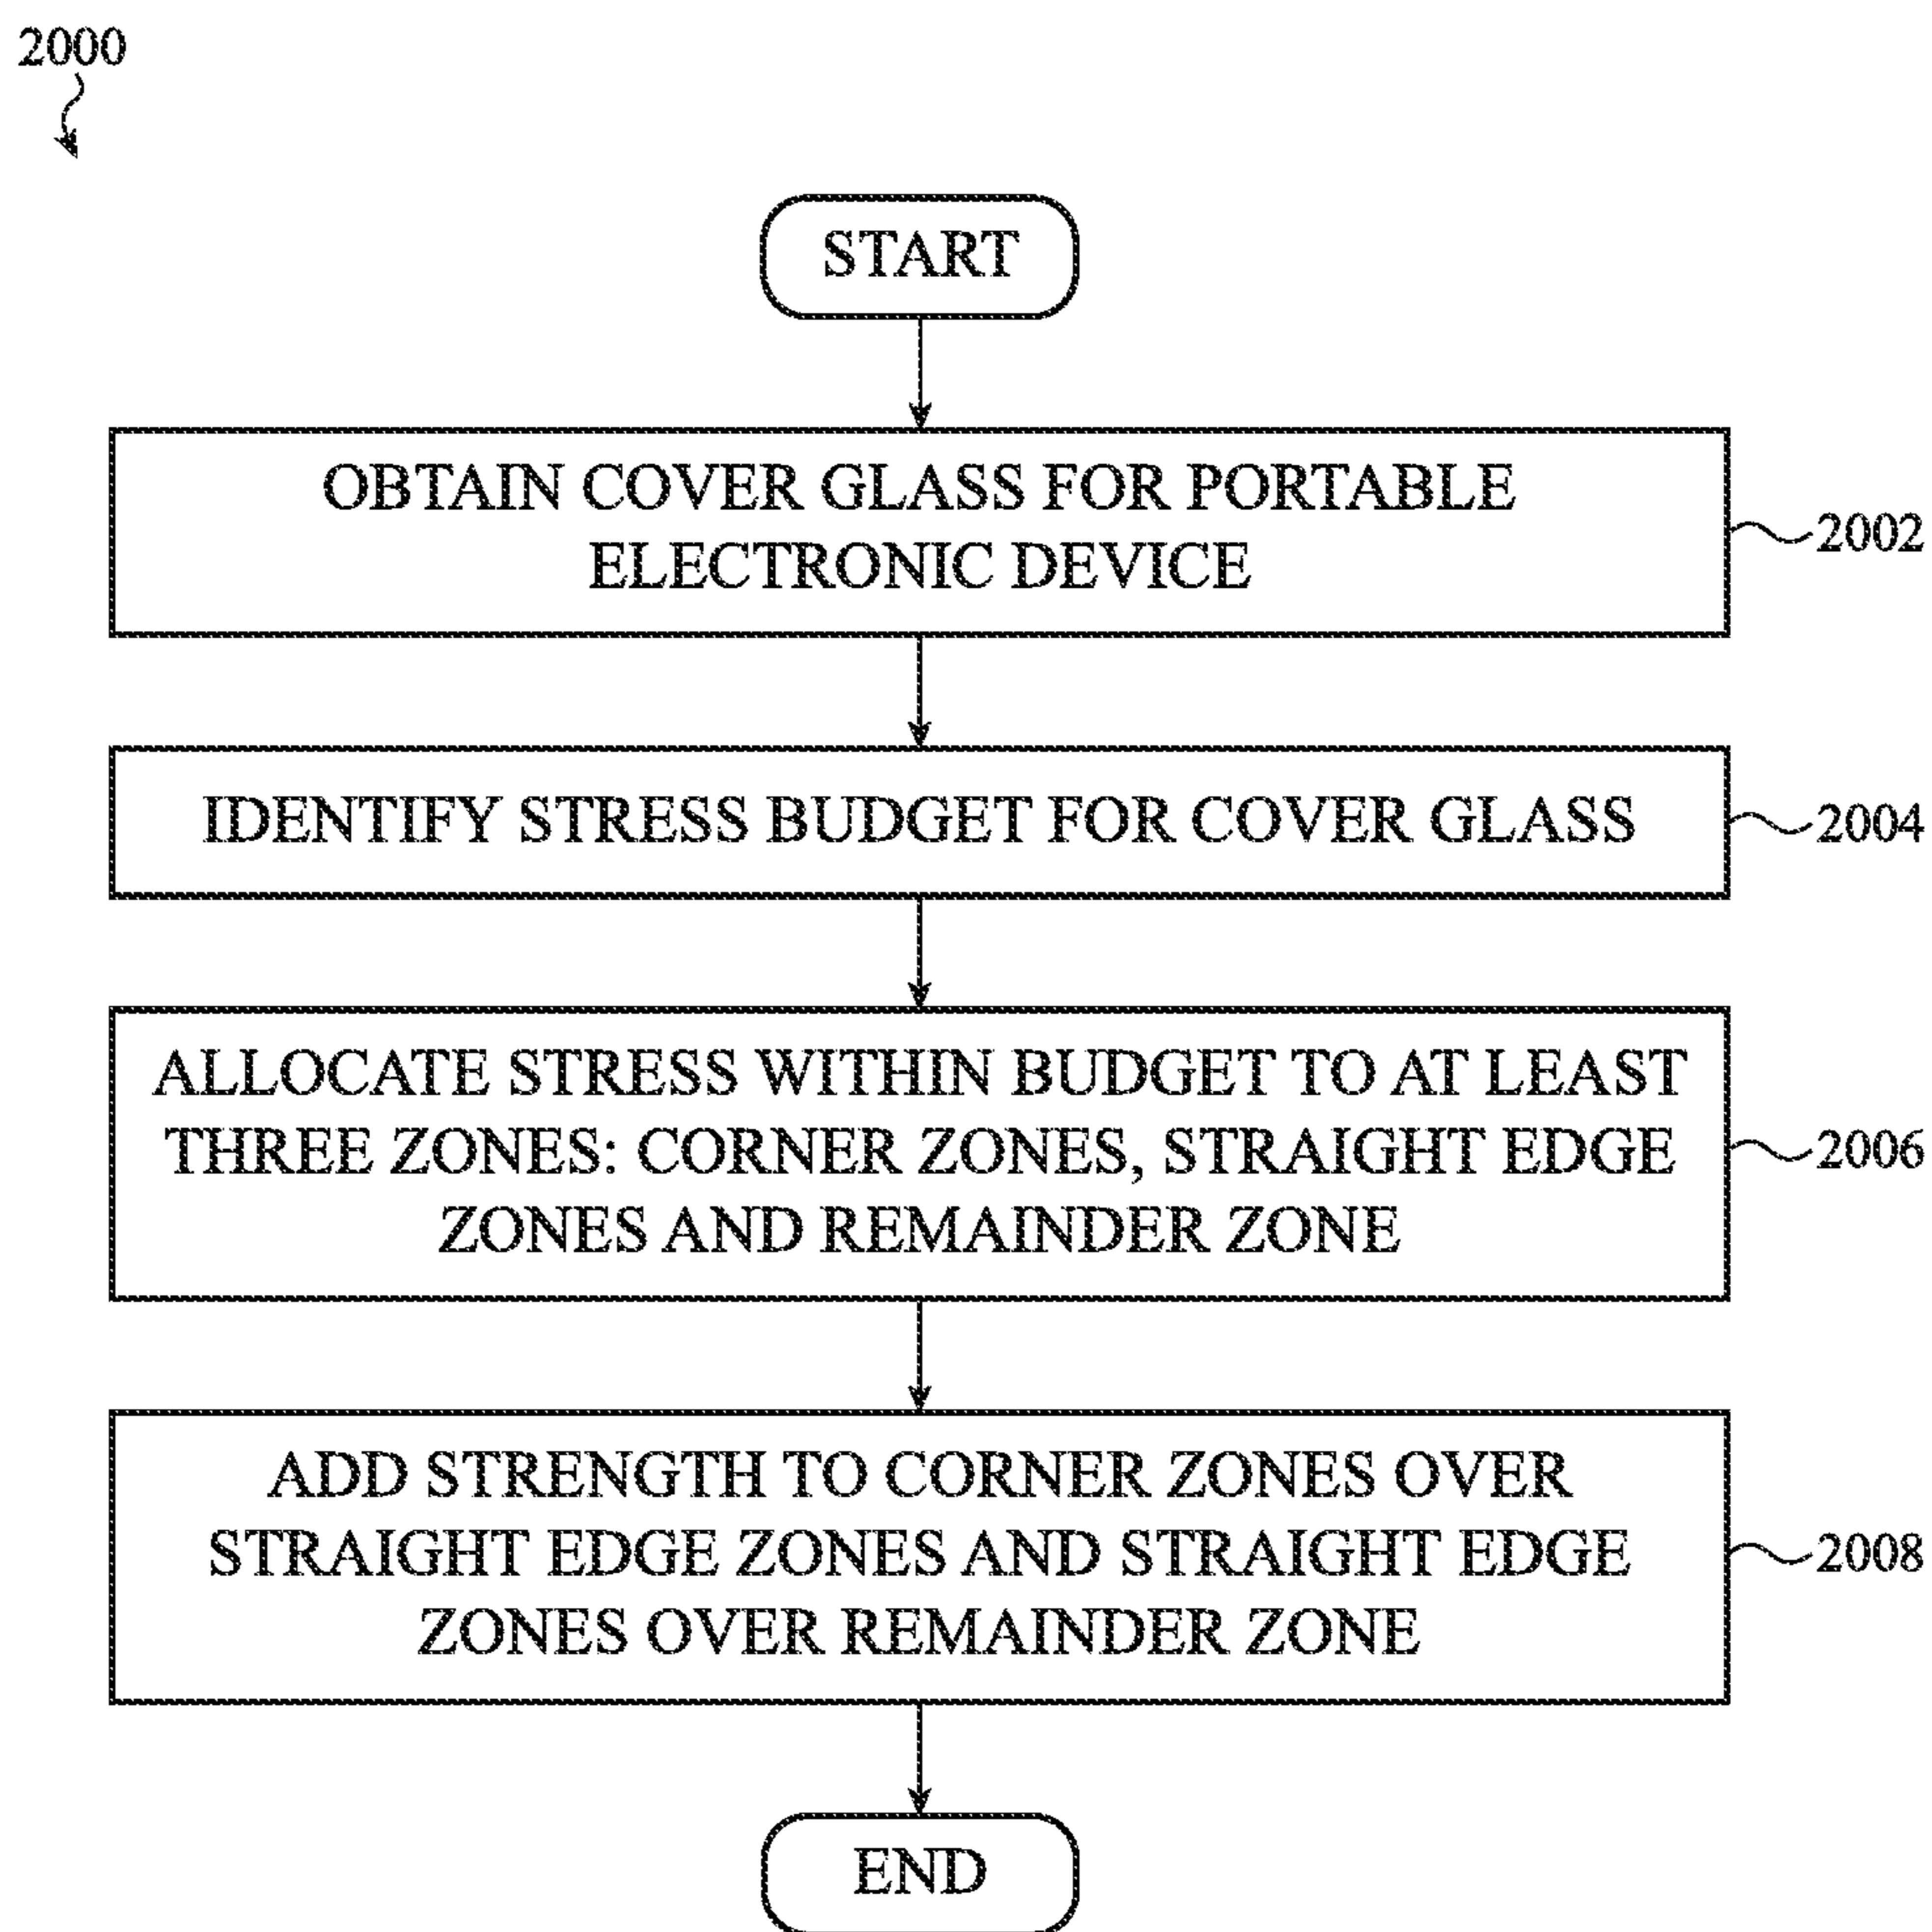 2000
START
OBTAIN COVER GLASS FOR PORTABLE
ELECTRONIC DEVICE
2002
IDENTIFY STRESS BUDGET FOR COVER GLASS
2004
ALLOCATE STRESS WITHIN BUDGET TO AT LEAST
THREE ZONES: CORNER ZONES, STRAIGHT EDGE
ZONES AND REMAINDER ZONE
2006
ADD STRENGTH TO CORNER ZONES OVER
STRAIGHT EDGE ZONES AND STRAIGHT EDGE
ZONES OVER REMAINDER ZONE
2008
END